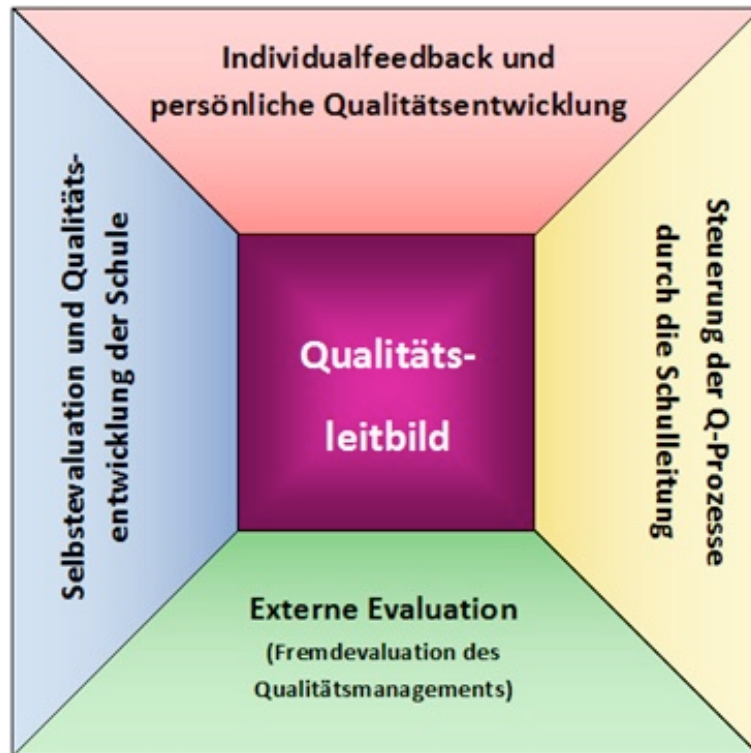 Individualfeedback und
persönliche Qualitätsentwicklung
Selbstevaluation und Qualitäts-
entwicklung der Schule
Qualitäts-
leitbild
Steuerung der Q-Prozesse
durch die Schulleitung
Externe Evaluation
(Fremdevaluation des
Qualitätsmanagements)